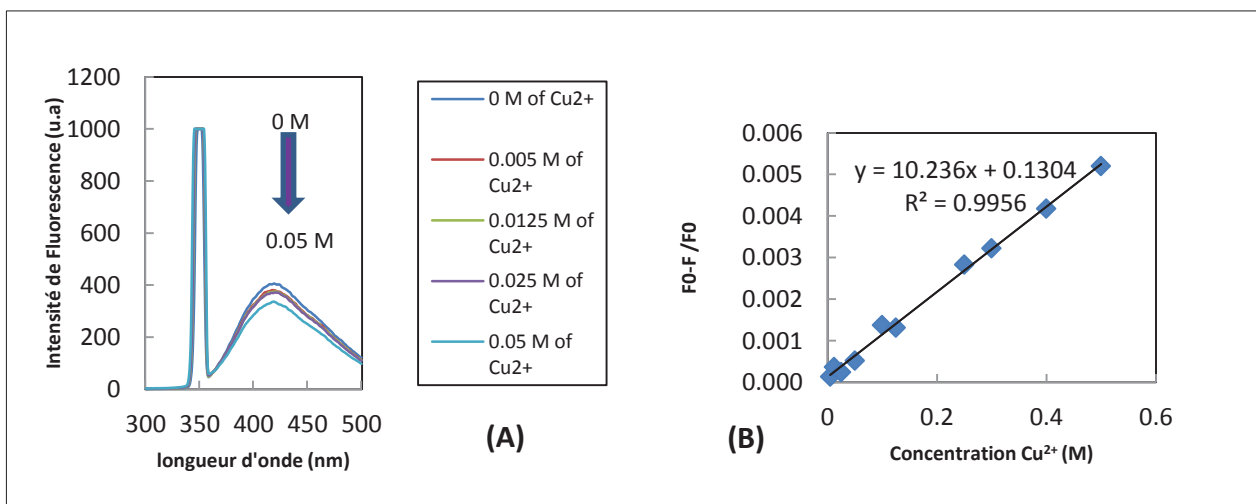 1200
1000
800
600
400
200
0
300 350 400 450 500
Intensité de Fluorescence (u.a)
longueur d'onde (nm)
0 M
0.05 M
0 M of Cu2+
0.005 M of
Cu2+
0.0125 M of
Cu2+
0.025 M of
Cu2+
0.05 M of
Cu2+
(A)
(B)
0.006
0.005
0.004
0.003
0.002
0.001
0.000
0 0.2 0.4 0.6
F0-F /F0
Concentration Cu²⁺ (M)
y = 10.236x + 0.1304
R² = 0.9956